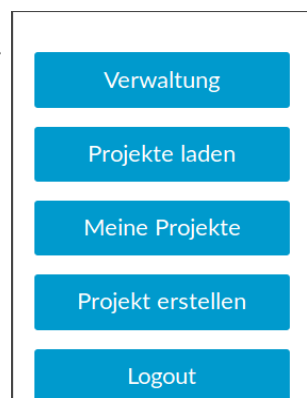 Verwaltung
Projekte laden
Meine Projekte
Projekt erstellen
Logout